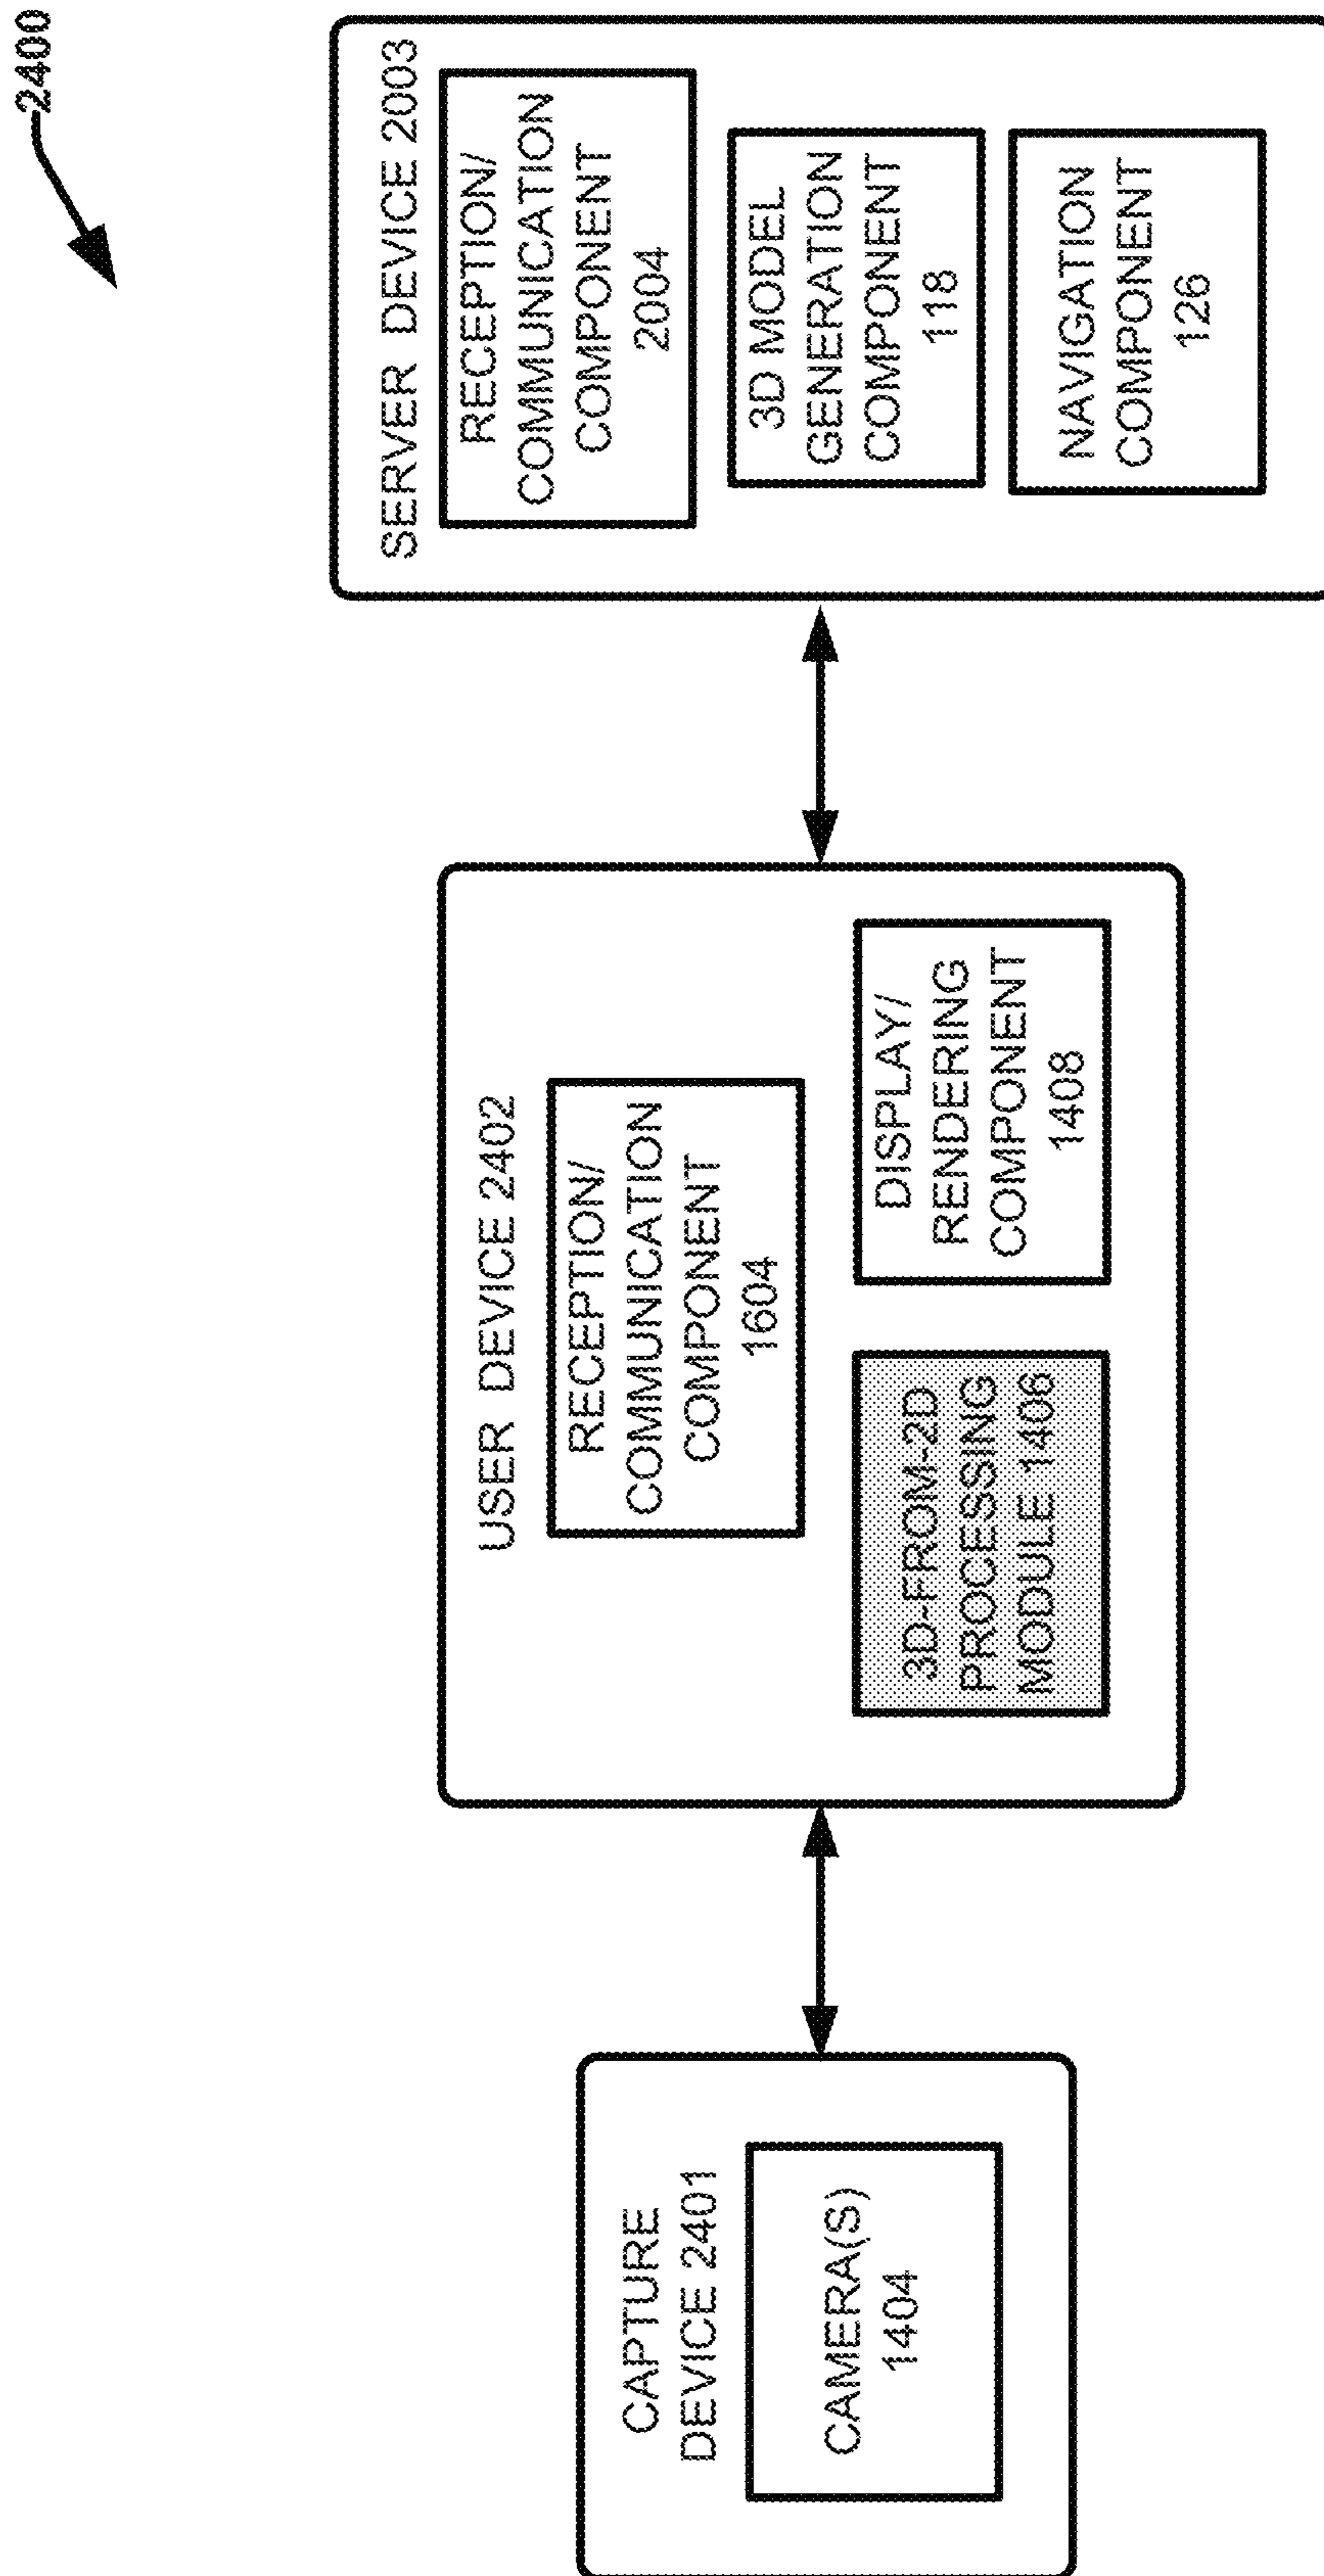 2400
CAPTURE
DEVICE 2401
CAMERA(S)
1404
USER DEVICE 2402
RECEPTION/
COMMUNICATION
COMPONENT
1604
3D-FROM-2D
PROCESSING
MODULE 1406
DISPLAY/
RENDERING
COMPONENT
1408
SERVER DEVICE 2003
RECEPTION/
COMMUNICATION
COMPONENT
2004
3D MODEL
GENERATION
COMPONENT
118
NAVIGATION
COMPONENT
126